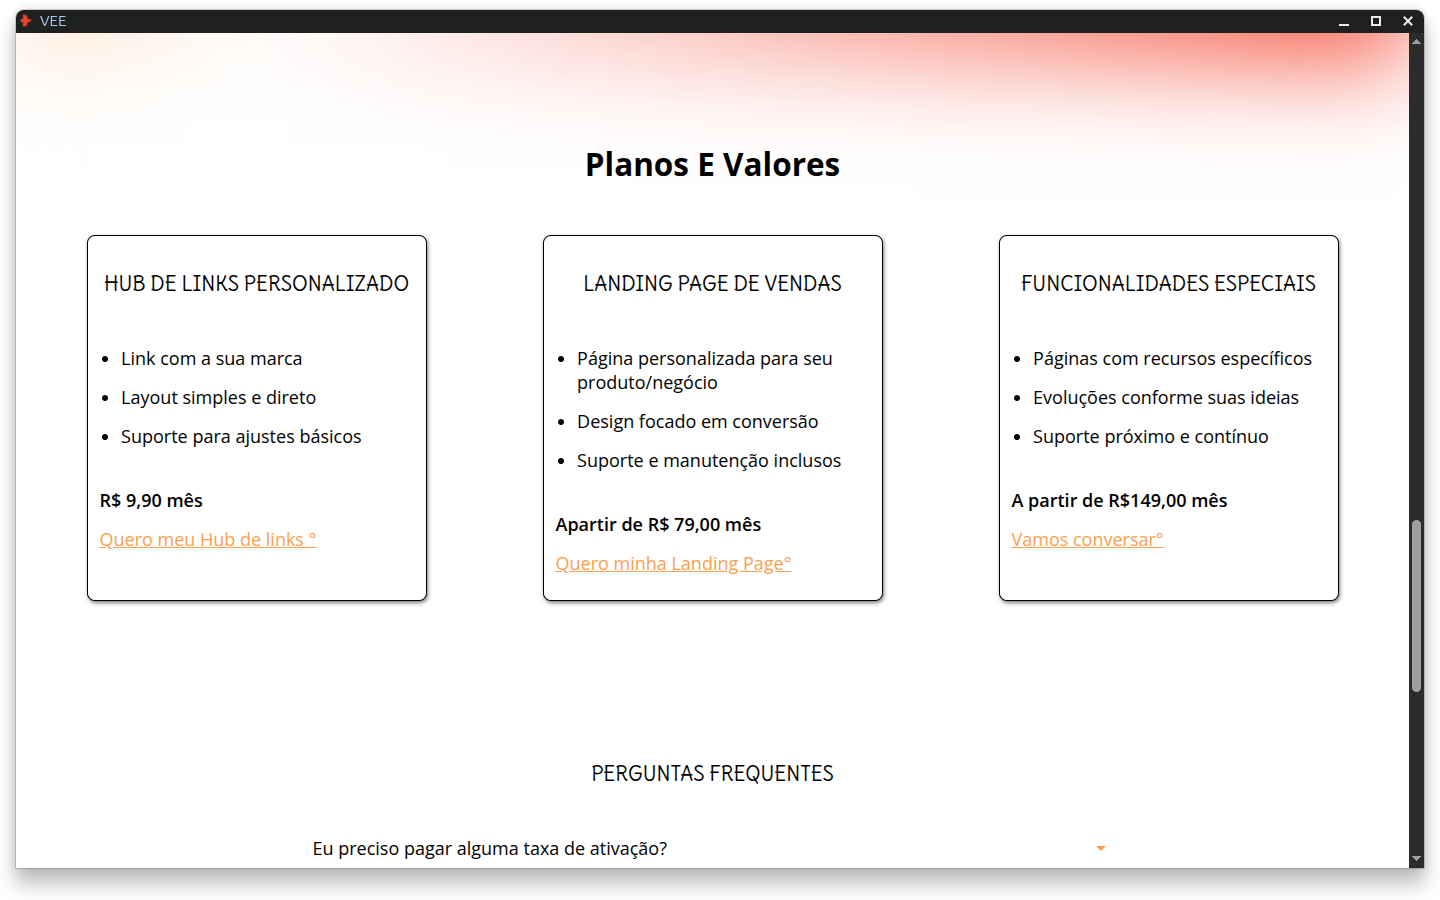 VEE
Planos E Valores
HUB DE LINKS PERSONALIZADO
Link com a sua marca
Layout simples e direto
Suporte para ajustes básicos
R$ 9,90 mês
Quero meu Hub de links °
LANDING PAGE DE VENDAS
Página personalizada para seu
produto/negócio
Design focado em conversão
Suporte e manutenção inclusos
Apartir de R$ 79,00 mês
Quero minha Landing Page°
FUNCIONALIDADES ESPECIAIS
Páginas com recursos específicos
Evoluções conforme suas ideias
Suporte próximo e contínuo
A partir de R$149,00 mês
Vamos conversar°
PERGUNTAS FREQUENTES
Eu preciso pagar alguma taxa de ativação?